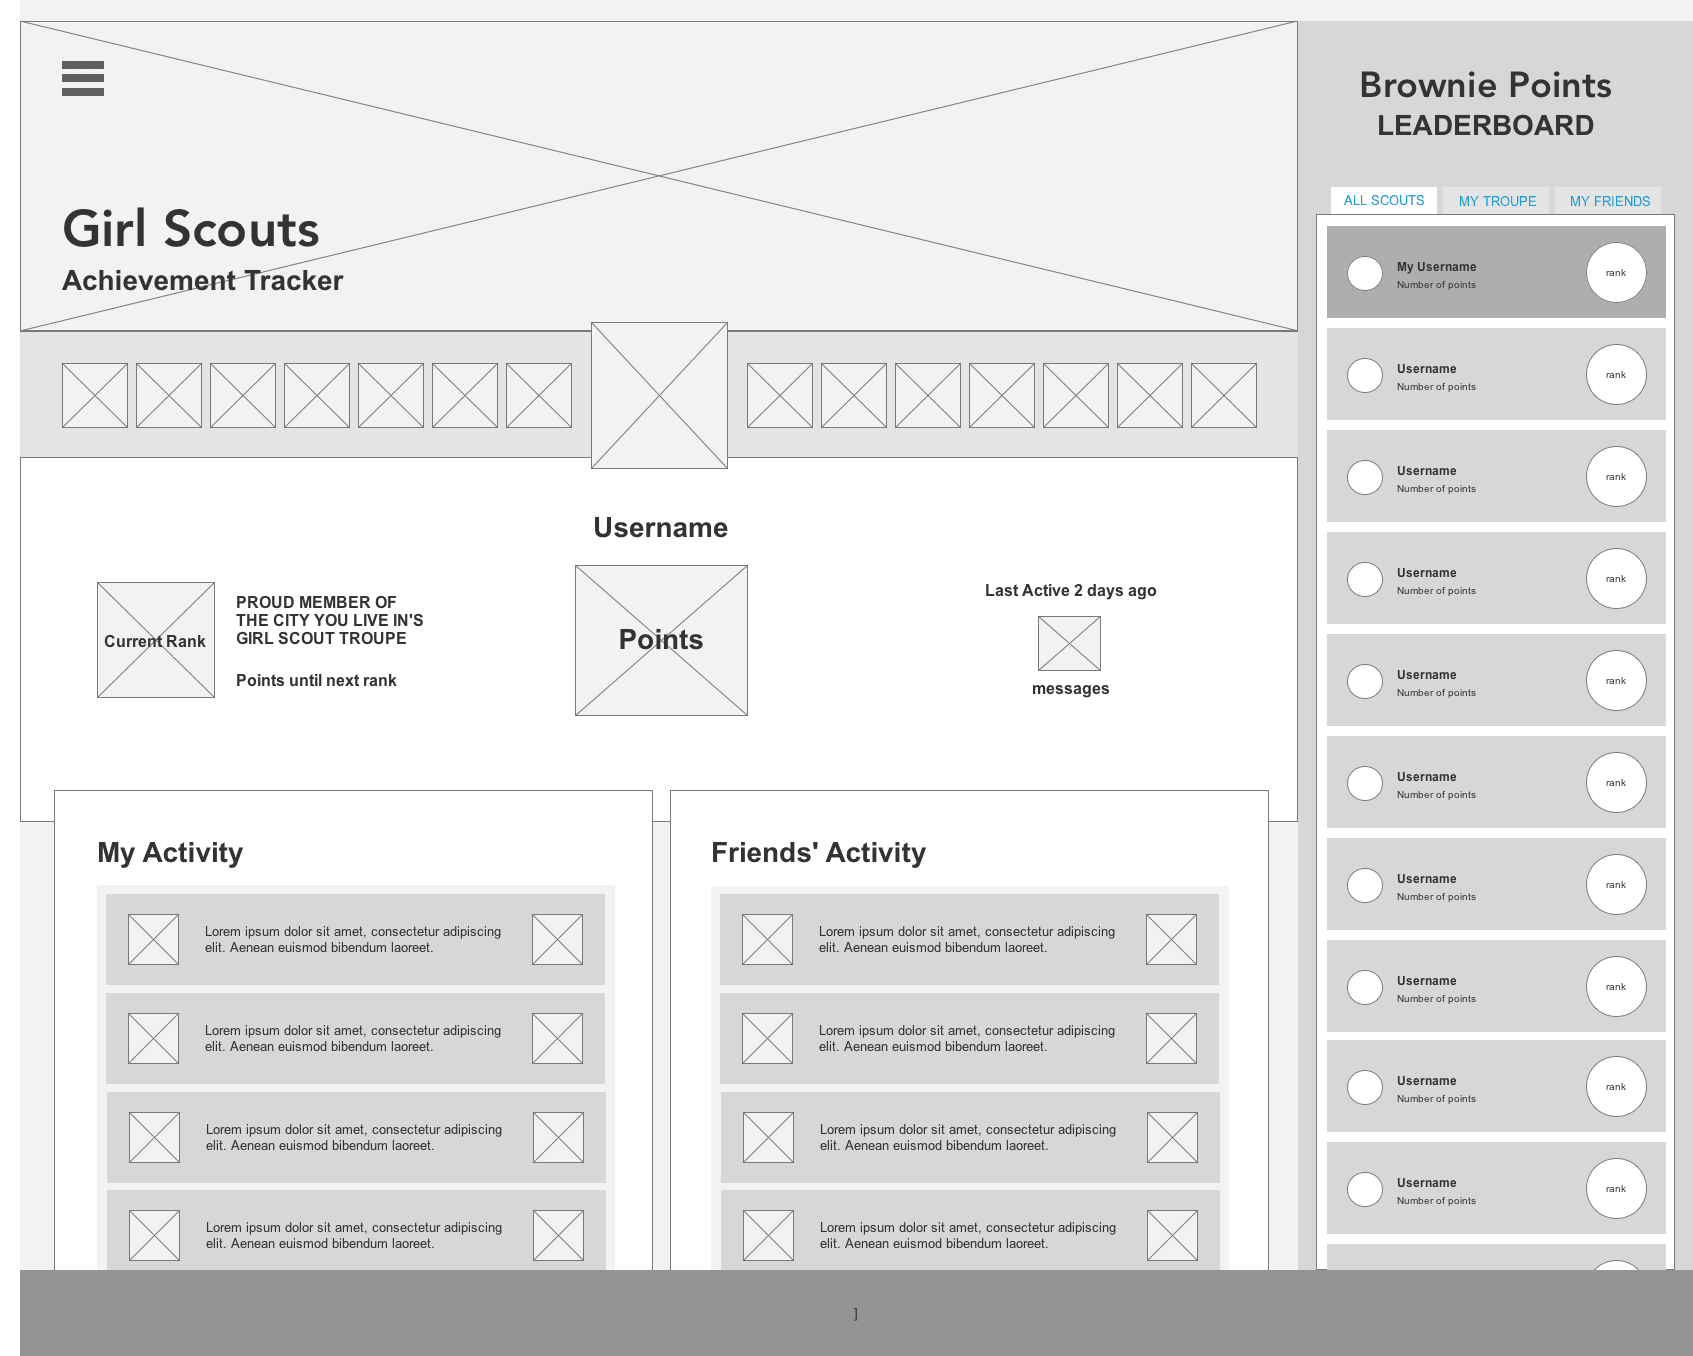 Girl Scouts
Achievement Tracker
Username
Current Rank
PROUD MEMBER OF
THE CITY YOU LIVE IN'S
GIRL SCOUT TROUPE
Points until next rank
Points
Last Active 2 days ago
messages
My Activity
Lorem ipsum dolor sit amet, consectetur adipiscing
elit. Aenean euismod bibendum laoreet.
Lorem ipsum dolor sit amet, consectetur adipiscing
elit. Aenean euismod bibendum laoreet.
Lorem ipsum dolor sit amet, consectetur adipiscing
elit. Aenean euismod bibendum laoreet.
Lorem ipsum dolor sit amet, consectetur adipiscing
elit. Aenean euismod bibendum laoreet.
Friends' Activity
Lorem ipsum dolor sit amet, consectetur adipiscing
elit. Aenean euismod bibendum laoreet.
Lorem ipsum dolor sit amet, consectetur adipiscing
elit. Aenean euismod bibendum laoreet.
Lorem ipsum dolor sit amet, consectetur adipiscing
elit. Aenean euismod bibendum laoreet.
Lorem ipsum dolor sit amet, consectetur adipiscing
elit. Aenean euismod bibendum laoreet.
Brownie Points
LEADERBOARD
ALL SCOUTS MY TROUPE MY FRIENDS
My Username
Number of points
rank
Username
Number of points
rank
Username
Number of points
rank
Username
Number of points
rank
Username
Number of points
rank
Username
Number of points
rank
Username
Number of points
rank
Username
Number of points
rank
Username
Number of points
rank
Username
Number of points
rank
]